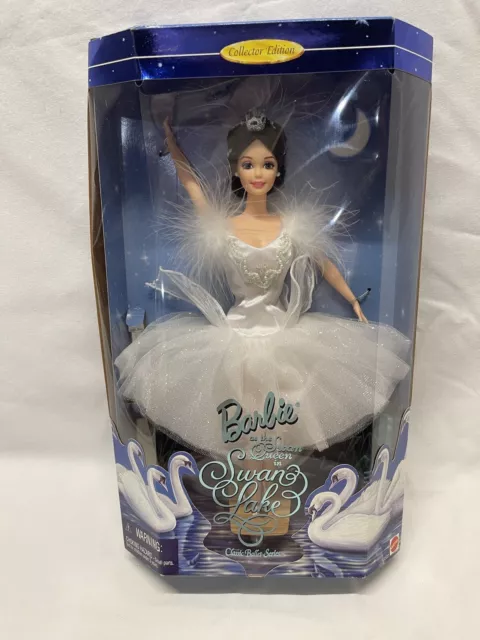 Collector Edition
Barbie
as the Swan
Queen
in
Swan
Lake
Classic Ballet Series
WARNING: